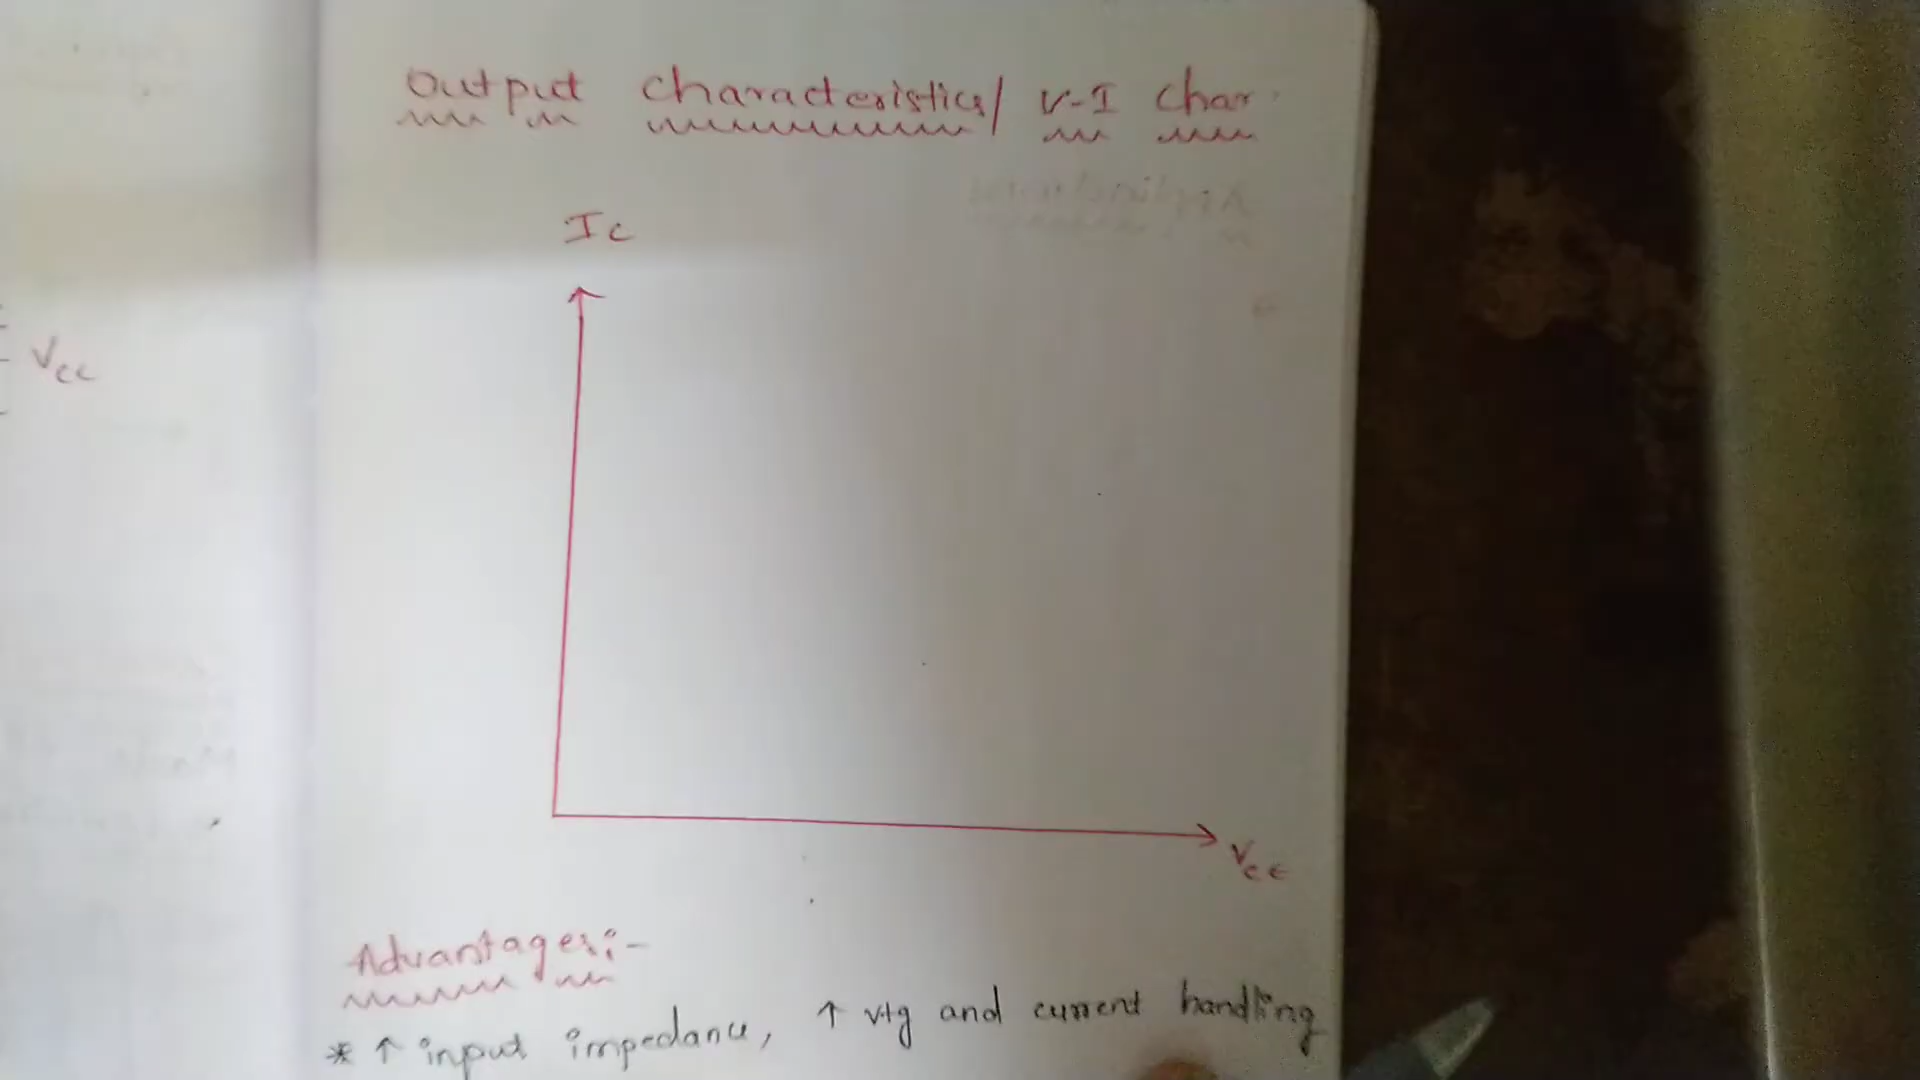 Output characteristics/ V-I char.
Ic
Vcc
VCE
Advantages:-
* ↑ input impedance, ↑ vtg and current handling